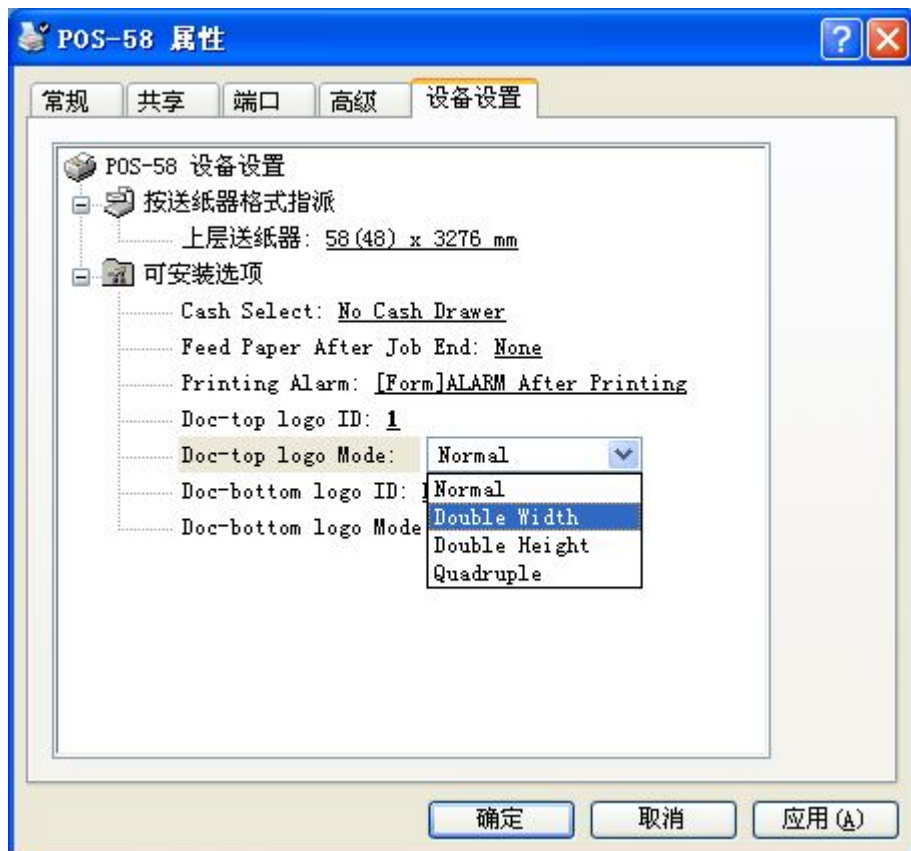 POS-58 属性
常规 共享 端口 高级 设备设置
POS-58 设备设置
按送纸器格式指派
上层送纸器: 58(48) x 3276 mm
可安装选项
Cash Select: No Cash Drawer
Feed Paper After Job End: None
Printing Alarm: [Form]ALARM After Printing
Doc-top logo ID: 1
Doc-top logo Mode: Normal
Doc-bottom logo ID:
Normal
Doc-bottom logo Mode
Double Width
Double Height
Quadruple
确定 取消 应用(A)